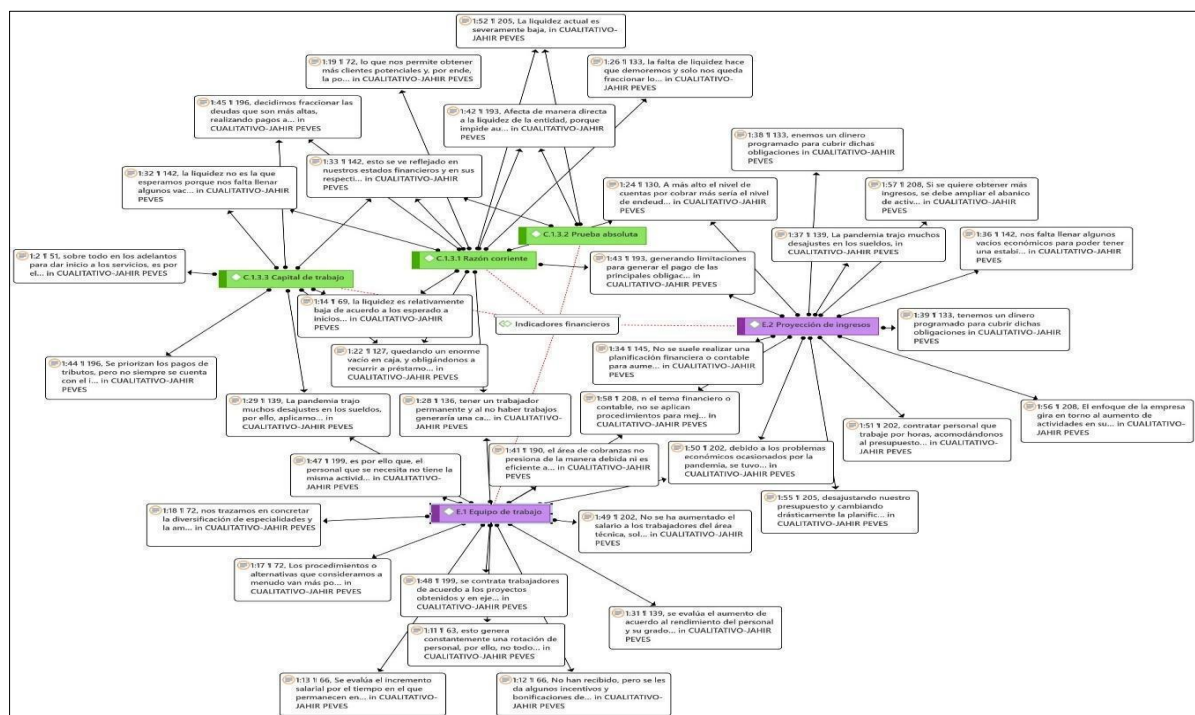 1:52 ¶ 205, La liquidez actual es
severamente baja, in CUALITATIVO-
JAHIR PEVES
1:19 ¶ 72, lo que nos permite obtener
más clientes potenciales y, por ende,
la po... in CUALITATIVO-JAHIR PEVES
1:26 ¶ 133, la falta de liquidez hace
que demoremos y solo nos queda
fraccionar lo... in CUALITATIVO-
JAHIR PEVES
1:45 ¶ 196, decidimos fraccionar las
deudas que son más altas,
realizando pagos a... in
CUALITATIVO-JAHIR PEVES
1:42 ¶ 193, Afecta de manera directa
a la liquidez de la entidad, porque
impide au... in CUALITATIVO-JAHIR
PEVES
1:38 ¶ 133, enemos un dinero
programado para cubrir dichas
obligaciones in CUALITATIVO-JAHIR
PEVES
1:32 ¶ 142, la liquidez no es la que
esperamos porque nos falta llenar
algunos vac... in CUALITATIVO-JAHIR
PEVES
1:33 ¶ 142, esto se ve reflejado en
nuestros estados financieros y en sus
respecti... in CUALITATIVO-JAHIR
PEVES
1:24 ¶ 130, A más alto el nivel de
cuentas por cobrar más sería el nivel
de endeud... in CUALITATIVO-JAHIR
PEVES
1:57 ¶ 208, Si se quiere obtener más
ingresos, se debe ampliar el abanico
de activ... in CUALITATIVO-JAHIR
PEVES
1:37 ¶ 139, La pandemia trajo
muchos desajustes en los sueldos, in
CUALITATIVO-JAHIR PEVES
1:36 ¶ 142, nos falta llenar algunos
vacíos económicos para poder tener
una estabi... in CUALITATIVO-JAHIR
PEVES
C.1.3.2 Prueba absoluta
1:2 ¶ 51, sobre todo en los adelantos
para dar inicio a los servicios, es por
el... in CUALITATIVO-JAHIR PEVES
C.1.3.3 Capital de trabajo
C.1.3.1 Razón corriente
1:43 ¶ 193, generando limitaciones
para generar el pago de las
principales obligac... in
CUALITATIVO-JAHIR PEVES
1:14 ¶ 69, la liquidez es relativamente
baja de acuerdo a los esperado a
inicios... in CUALITATIVO-JAHIR
PEVES
Indicadores financieros
E.2 Proyección de ingresos
1:39 ¶ 133, tenemos un dinero
programado para cubrir dichas
obligaciones in CUALITATIVO-JAHIR
PEVES
1:44 ¶ 196, Se priorizan los pagos de
tributos, pero no siempre se cuenta
con el i... in CUALITATIVO-JAHIR
PEVES
1:22 ¶ 127, quedando un enorme
vacío en caja, y obligándonos a
recurrir a préstamo... in
CUALITATIVO-JAHIR PEVES
1:34 ¶ 145, No se suele realizar una
planificación financiera o contable
para aume... in CUALITATIVO-JAHIR
PEVES
1:29 ¶ 139, La pandemia trajo
muchos desajustes en los sueldos,
por ello, aplicamo... in
CUALITATIVO-JAHIR PEVES
1:28 ¶ 136, tener un trabajador
permanente y al no haber trabajos
generaría una ca... in CUALITATIVO-
JAHIR PEVES
1:58 ¶ 208, n el tema financiero o
contable, no se aplican
procedimientos para mej... in
CUALITATIVO-JAHIR PEVES
1:56 ¶ 208, El enfoque de la empresa
gira en torno al aumento de
actividades en su... in
CUALITATIVO-JAHIR PEVES
1:51 ¶ 202, contratar personal que
trabaje por horas, acomodándonos
al presupuesto... in CUALITATIVO-
JAHIR PEVES
1:41 ¶ 190, el área de cobranzas no
presiona de la manera debida ni es
eficiente a... in CUALITATIVO-JAHIR
PEVES
1:50 ¶ 202, debido a los problemas
económicos ocasionados por la
pandemia, se tuvo... in
CUALITATIVO-JAHIR PEVES
1:47 ¶ 199, es por ello que, el
personal que se necesita no tiene la
misma activid... in CUALITATIVO-
JAHIR PEVES
1:55 ¶ 205, desajustando nuestro
presupuesto y cambiando
drásticamente la planific... in
CUALITATIVO-JAHIR PEVES
1:18 ¶ 72, nos trazamos en concretar
la diversificación de especialidades y
la am... in CUALITATIVO-JAHIR
PEVES
E.1 Equipo de trabajo
1:49 ¶ 202, No se ha aumentado el
salario a los trabajadores del área
técnica, sol... in CUALITATIVO-JAHIR
PEVES
1:17 ¶ 72, Los procedimientos o
alternativas que consideramos a
menudo van más po... in
CUALITATIVO-JAHIR PEVES
1:48 ¶ 199, se contrata trabajadores
de acuerdo a los proyectos
obtenidos y en eje... in
CUALITATIVO-JAHIR PEVES
1:31 ¶ 139, se evalúa el aumento de
acuerdo al rendimiento del personal
y su grado... in CUALITATIVO-JAHIR
PEVES
1:11 ¶ 63, esto genera
constantemente una rotación de
personal, por ello, no todo... in
CUALITATIVO-JAHIR PEVES
1:13 ¶ 66, Se evalúa el incremento
salarial por el tiempo en el que
permanecen en... in CUALITATIVO-
JAHIR PEVES
1:12 ¶ 66, No han recibido, pero se les
da algunos incentivos y
bonificaciones de... in
CUALITATIVO-JAHIR PEVES